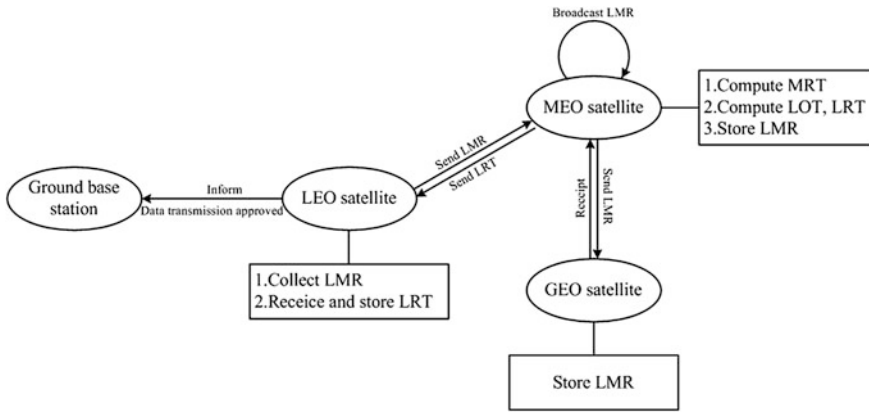 Broadcast LMR
MEO satellite
1.Compute MRT
2.Compute LOT, LRT
3.Store LMR
Send LMR
Send LRT
Ground base
station
Inform
Data transmission approved
LEO satellite
Receipt
Send LMR
1.Collect LMR
2.Receice and store LRT
GEO satellite
Store LMR